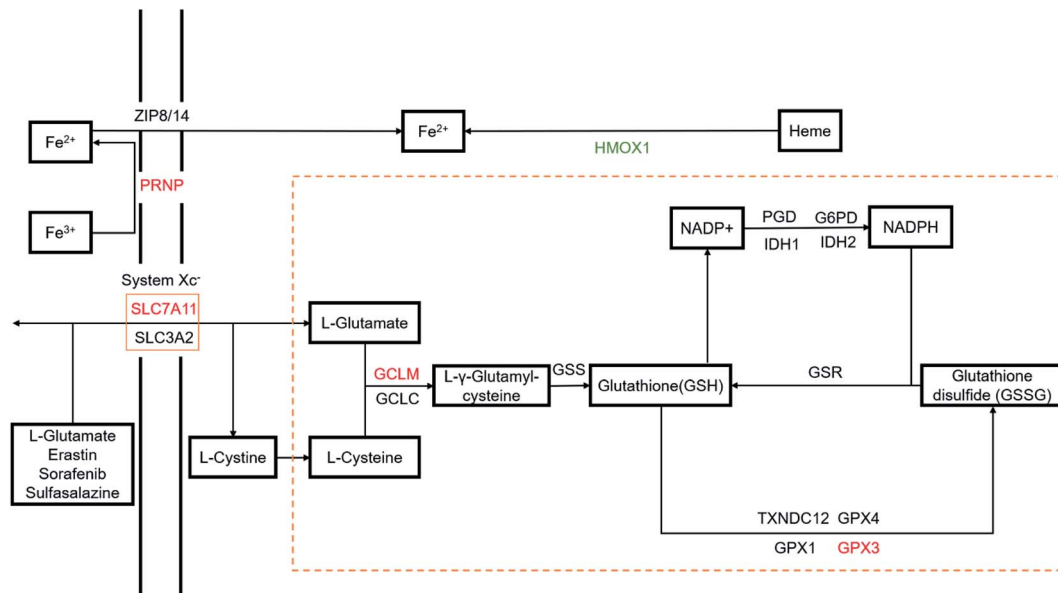 ZIP8/14
Fe²⁺
Fe²⁺
Heme
HMOX1
PRNP
Fe³⁺
NADP+
PGD G6PD
IDH1 IDH2
NADPH
System Xc⁻
SLC7A11
SLC3A2
L-Glutamate
GCLM
GCLC
L-γ-Glutamyl-
cysteine
GSS
Glutathione(GSH)
GSR
Glutathione
disulfide (GSSG)
L-Glutamate
Erastin
Sorafenib
Sulfasalazine
L-Cystine
L-Cysteine
TXNDC12 GPX4
GPX1 GPX3